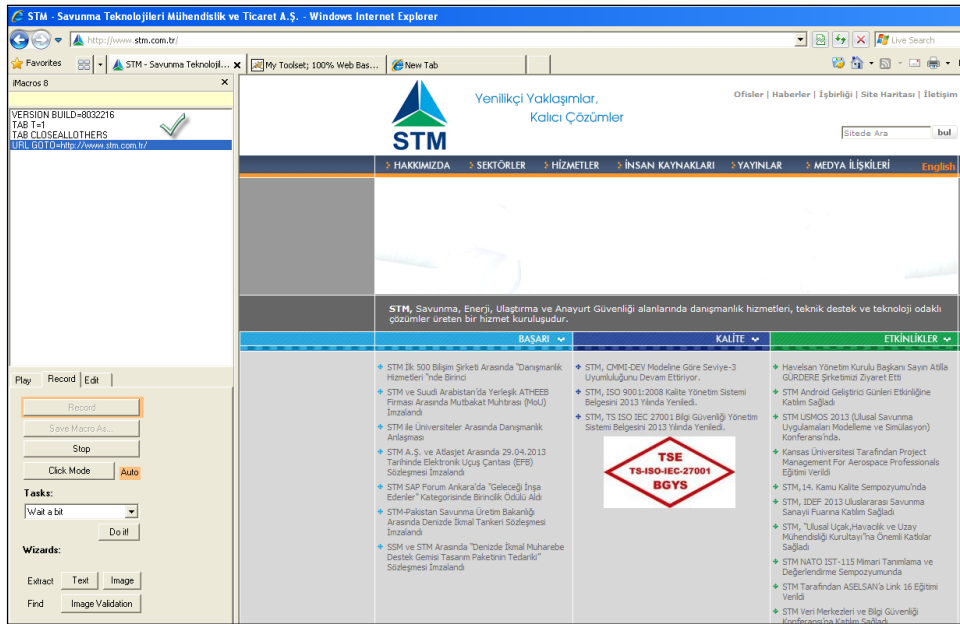 STM - Savunma Teknolojileri Mühendislik ve Ticaret A.Ş. - Windows Internet Explorer
http://www.stm.com.tr/
Live Search
Favorites
STM - Savunma Teknoloji...
My Toolset; 100% Web Bas...
New Tab
iMacros 8
VERSION BUILD=8032216
TAB T=1
TAB CLOSEALLOTHERS
URL GOTO=http://www.stm.com.tr/
Play Record Edit
Record
Save Macro As...
Stop
Click Mode Auto
Tasks:
Wait a bit
Do it!
Wizards:
Extract Text Image
Find Image Validation
STM
Yenilikçi Yaklaşımlar,
Kalıcı Çözümler
Ofisler | Haberler | İşbirliği | Site Haritası | İletişim
Sitede Ara bul
HAKKIMIZDA SEKTÖRLER HİZMETLER İNSAN KAYNAKLARI YAYINLAR MEDYA İLİŞKİLERİ English
STM, Savunma, Enerji, Ulaştırma ve Anayurt Güvenliği alanlarında danışmanlık hizmetleri, teknik destek ve teknoloji odaklı
çözümler üreten bir hizmet kuruluşudur.
BAŞARI
STM İlk 500 Bilişim Şirketi Arasında "Danışmanlık
Hizmetleri "nde Birinci
STM ve Suudi Arabistan'da Yerleşik ATHEEB
Firması Arasında Mutbakat Muhtırası (MoU)
İmzalandı
STM ile Üniversiteler Arasında Danışmanlık
Anlaşması
STM A.Ş. ve Atlasjet Arasında 29.04.2013
Tarihinde Elektronik Uçuş Çantası (EFB)
Sözleşmesi İmzalandı
STM SAP Forum Ankara'da "Geleceği İnşa
Edenler" Kategorisinde Birincilik Ödülü Aldı
STM-Pakistan Savunma Üretim Bakanlığı
Arasında Denizde İkmal Tankeri Sözleşmesi
İmzalandı
SSM ve STM Arasında "Denizde İkmal Muharebe
Destek Gemisi Tasarım Paketinin Tedariki"
Sözleşmesi İmzalandı
KALİTE
STM, CMMI-DEV Modeline Göre Seviye-3
Uyumluluğunu Devam Ettiriyor.
STM, ISO 9001:2008 Kalite Yönetim Sistemi
Belgesini 2013 Yılında Yeniledi.
STM, TS ISO IEC 27001 Bilgi Güvenliği Yönetim
Sistemi Belgesini 2013 Yılında Yeniledi.
TSE
TS-ISO-IEC-27001
BGYS
ETKİNLİKLER
Havelsan Yönetim Kurulu Başkanı Sayın Atilla
GÜRDERE Şirketimizi Ziyaret Etti
STM Android Geliştirici Günleri Etkinliğine
Katılım Sağladı
STM USMOS 2013 (Ulusal Savunma
Uygulamaları Modelleme ve Simülasyon)
Konferansı'nda.
Kansas Üniversitesi Tarafından Project
Management For Aerospace Professionals
Eğitimi Verildi
STM,14. Kamu Kalite Sempozyumu'nda
STM, IDEF 2013 Uluslararası Savunma
Sanayii Fuarına Katılım Sağladı
STM, "Ulusal Uçak,Havacılık ve Uzay
Mühendisliği Kurultayı"na Önemli Katkılar
Sağladı
STM NATO IST-115 Mimari Tanımlama ve
Değerlendirme Sempozyumunda
STM Tarafından ASELSAN'a Link 16 Eğitimi
Verildi
STM Veri Merkezleri ve Bilgi Güvenliği
Konferansı'na Katılım Sağladı